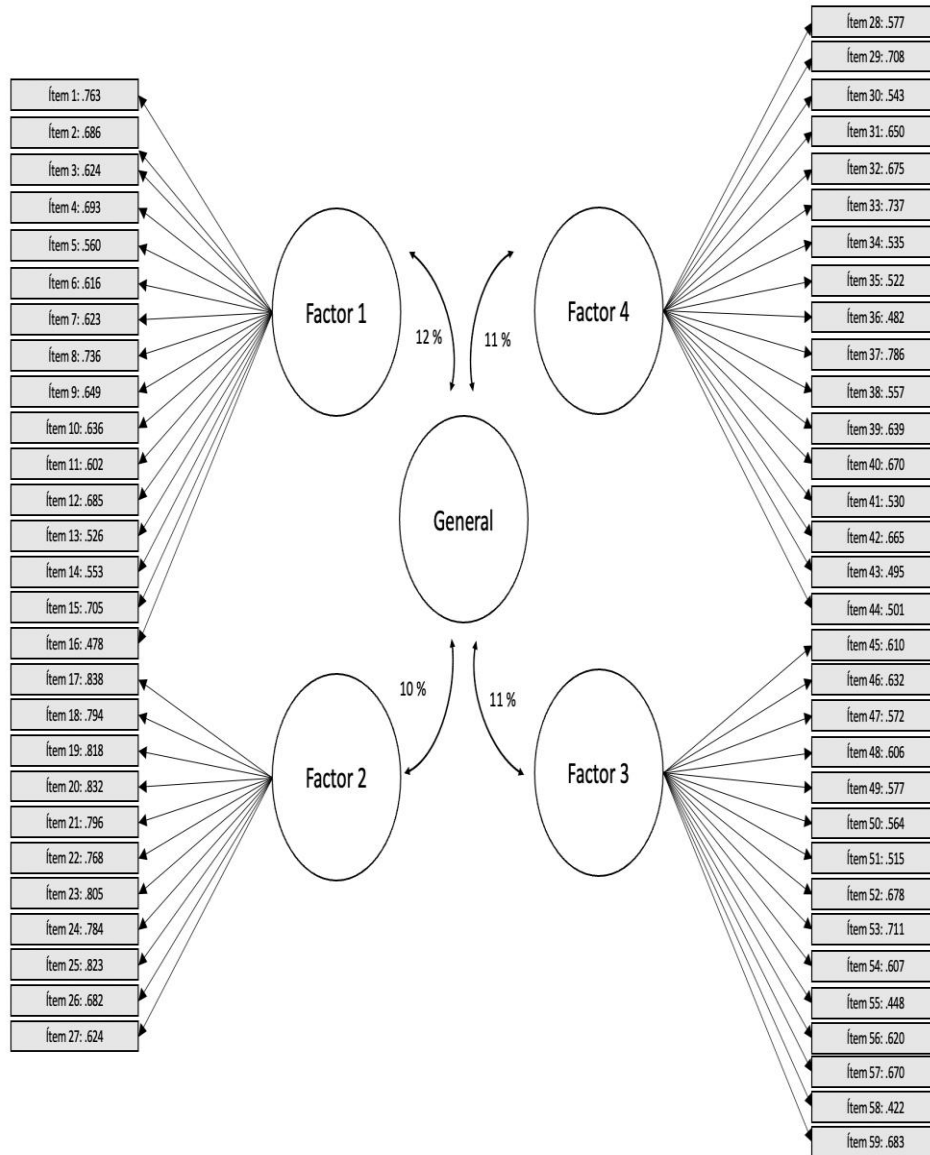 Ítem 1: .763
Ítem 2: .686
Ítem 3: .624
Ítem 4: .693
Ítem 5: .560
Ítem 6: .616
Ítem 7: .623
Ítem 8: .736
Ítem 9: .649
Ítem 10: .636
Ítem 11: .602
Ítem 12: .685
Ítem 13: .526
Ítem 14: .553
Ítem 15: .705
Ítem 16: .478
Ítem 17: .838
Ítem 18: .794
Ítem 19: .818
Ítem 20: .832
Ítem 21: .796
Ítem 22: .768
Ítem 23: .805
Ítem 24: .784
Ítem 25: .823
Ítem 26: .682
Ítem 27: .624
Factor 1
Factor 4
12 %
11 %
General
10 %
11 %
Factor 2
Factor 3
Ítem 28: .577
Ítem 29: .708
Ítem 30: .543
Ítem 31: .650
Ítem 32: .675
Ítem 33: .737
Ítem 34: .535
Ítem 35: .522
Ítem 36: .482
Ítem 37: .786
Ítem 38: .557
Ítem 39: .639
Ítem 40: .670
Ítem 41: .530
Ítem 42: .665
Ítem 43: .495
Ítem 44: .501
Ítem 45: .610
Ítem 46: .632
Ítem 47: .572
Ítem 48: .606
Ítem 49: .577
Ítem 50: .564
Ítem 51: .515
Ítem 52: .678
Ítem 53: .711
Ítem 54: .607
Ítem 55: .448
Ítem 56: .620
Ítem 57: .670
Ítem 58: .422
Ítem 59: .683